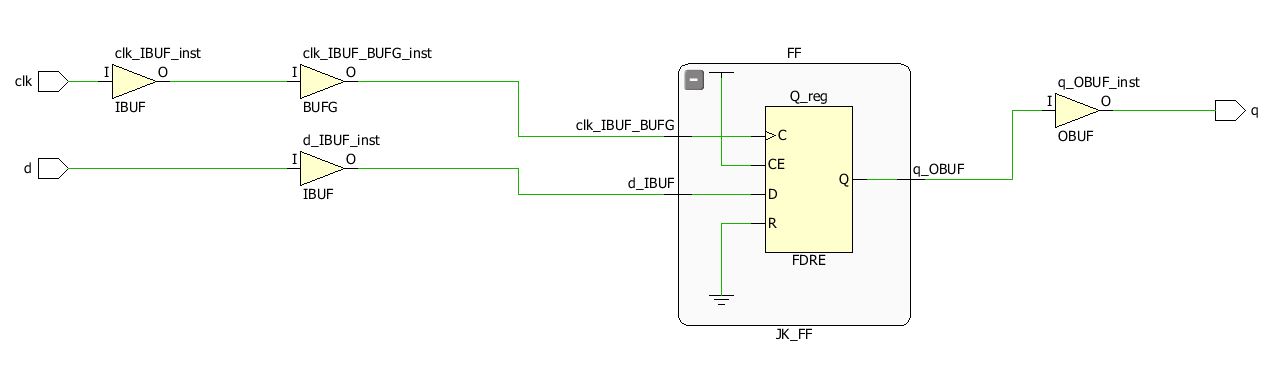 clk
clk_IBUF_inst
I
O
IBUF
clk_IBUF_BUFG_inst
I
O
BUFG
d
d_IBUF_inst
I
O
IBUF
FF
clk_IBUF_BUFG
d_IBUF
Q_reg
C
CE
D
R
Q
FDRE
JK_FF
q_OBUF
q_OBUF_inst
I
O
OBUF
q